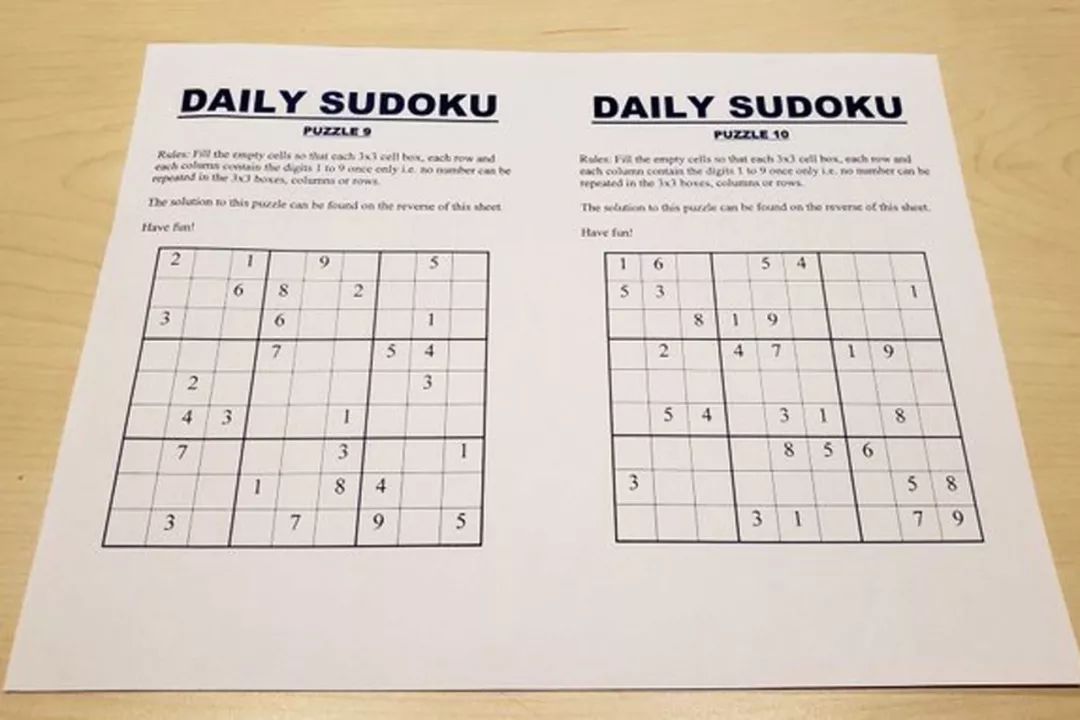 DAILY SUDOKU
PUZZLE 9
Rules: Fill the empty cells so that each 3x3 cell box, each row and
each column contain the digits 1 to 9 once only i.e. no number can be
repeated in the 3x3 boxes, columns or rows.
The solution to this puzzle can be found on the reverse of this sheet
Have fun!
2 1 9 5
6 8 2
3 6 1
7 5 4
2 3
4 3 1
7 3 1
1 8 4
3 7 9 5
DAILY SUDOKU
PUZZLE 10
Rules: Fill the empty cells so that each 3x3 cell box, each row and
each column contain the digits 1 to 9 once only i.e. no number can be
repeated in the 3x3 boxes, columns or rows.
The solution to this puzzle can be found on the reverse of this sheet.
Have fun!
1 6 5 4
5 3 1
8 1 9
2 4 7 1 9
5 4 3 1 8
8 5 6
3 5 8
3 1 7 9